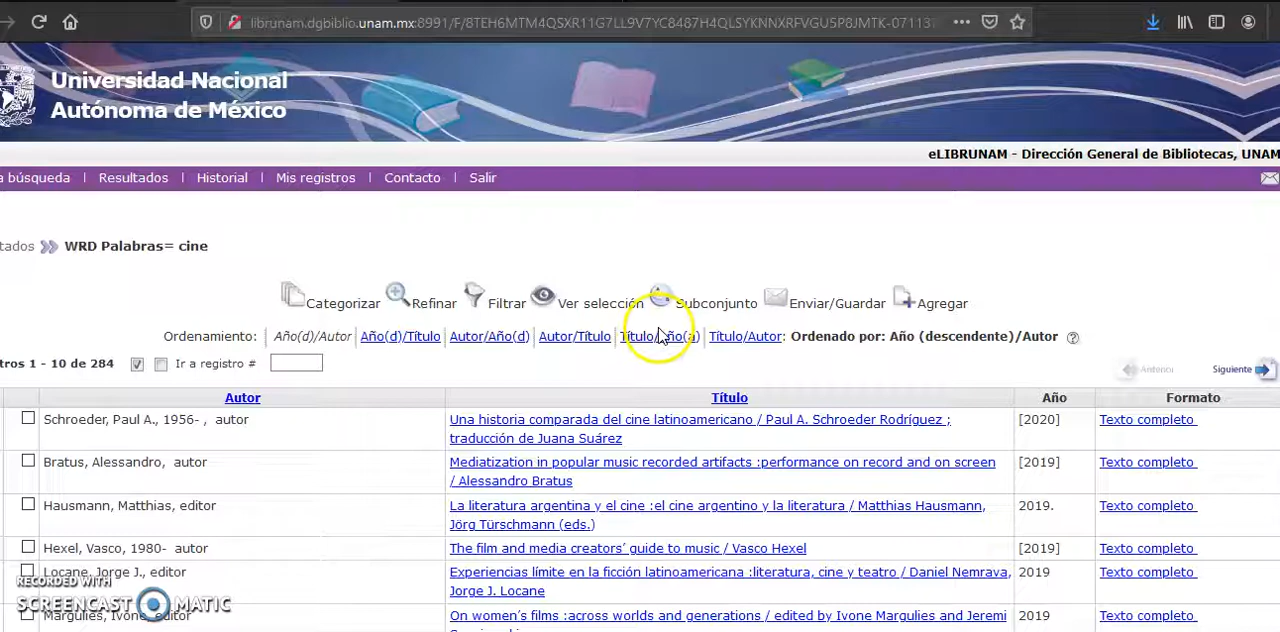 librunam.dgbiblio.unam.mx:8991/F/8TEH6MTM4QSXR11G7LL9V7YC8487H4QLSYKNNXRFVGU5P8JMTK-07113
Universidad Nacional
Autónoma de México
eLIBRUNAM - Dirección General de Bibliotecas, UNAM
a búsqueda | Resultados | Historial | Mis registros | Contacto | Salir
tados WRD Palabras= cine
Categorizar Refinar Filtrar Ver selección Subconjunto Enviar/Guardar Agregar
Ordenamiento: Año(d)/Autor Año(d)/Título Autor/Año(d) Autor/Título Título/Año(a) Título/Autor: Ordenado por: Año (descendente)/Autor ?
tros 1 - 10 de 284 Ir a registro # Anterior Siguiente
Autor Título Año Formato
Schroeder, Paul A., 1956- , autor Una historia comparada del cine latinoamericano / Paul A. Schroeder Rodríguez ; [2020] Texto completo
traducción de Juana Suárez
Bratus, Alessandro, autor Mediatization in popular music recorded artifacts :performance on record and on screen [2019] Texto completo
/ Alessandro Bratus
Hausmann, Matthias, editor La literatura argentina y el cine :el cine argentino y la literatura / Matthias Hausmann, 2019. Texto completo
Jörg Türschmann (eds.)
Hexel, Vasco, 1980- autor The film and media creators' guide to music / Vasco Hexel [2019] Texto completo
Locane, Jorge J., editor Experiencias límite en la ficción latinoamericana :literatura, cine y teatro / Daniel Nemrava, 2019 Texto completo
Jorge J. Locane
RECORDED WITH
SCREENCAST MATIC
Margulies, Ivone, editor On women's films :across worlds and generations / edited by Ivone Margulies and Jeremi 2019 Texto completo